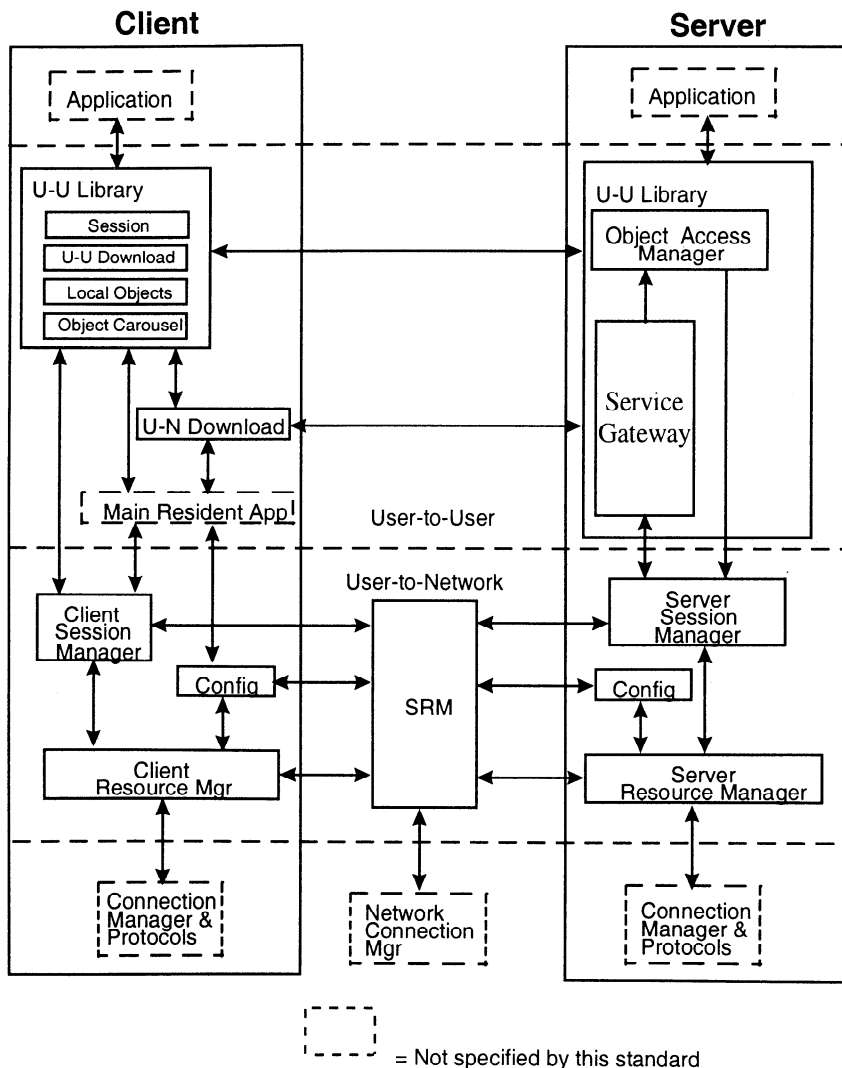 Client
Server
Application
Application
U-U Library
Session
U-U Download
Local Objects
Object Carousel
U-U Library
Object Access
Manager
Service
Gateway
U-N Download
Main Resident App
User-to-User
User-to-Network
Client
Session
Manager
Server
Session
Manager
Config
SRM
Config
Client
Resource Mgr
Server
Resource Manager
Connection
Manager &
Protocols
Network
Connection
Mgr
Connection
Manager &
Protocols
= Not specified by this standard